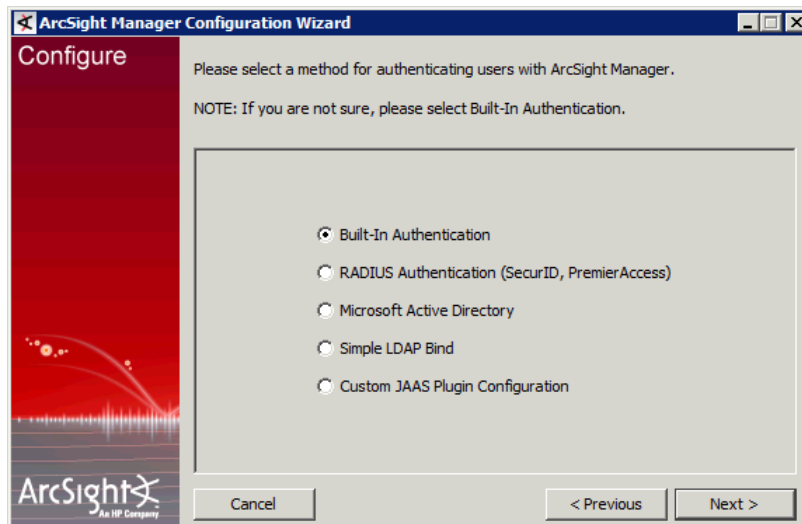 ArcSight Manager Configuration Wizard
Configure
Please select a method for authenticating users with ArcSight Manager.
NOTE: If you are not sure, please select Built-In Authentication.
Built-In Authentication
RADIUS Authentication (SecurID, PremierAccess)
Microsoft Active Directory
Simple LDAP Bind
Custom JAAS Plugin Configuration
ArcSight
An HP Company
Cancel
< Previous
Next >